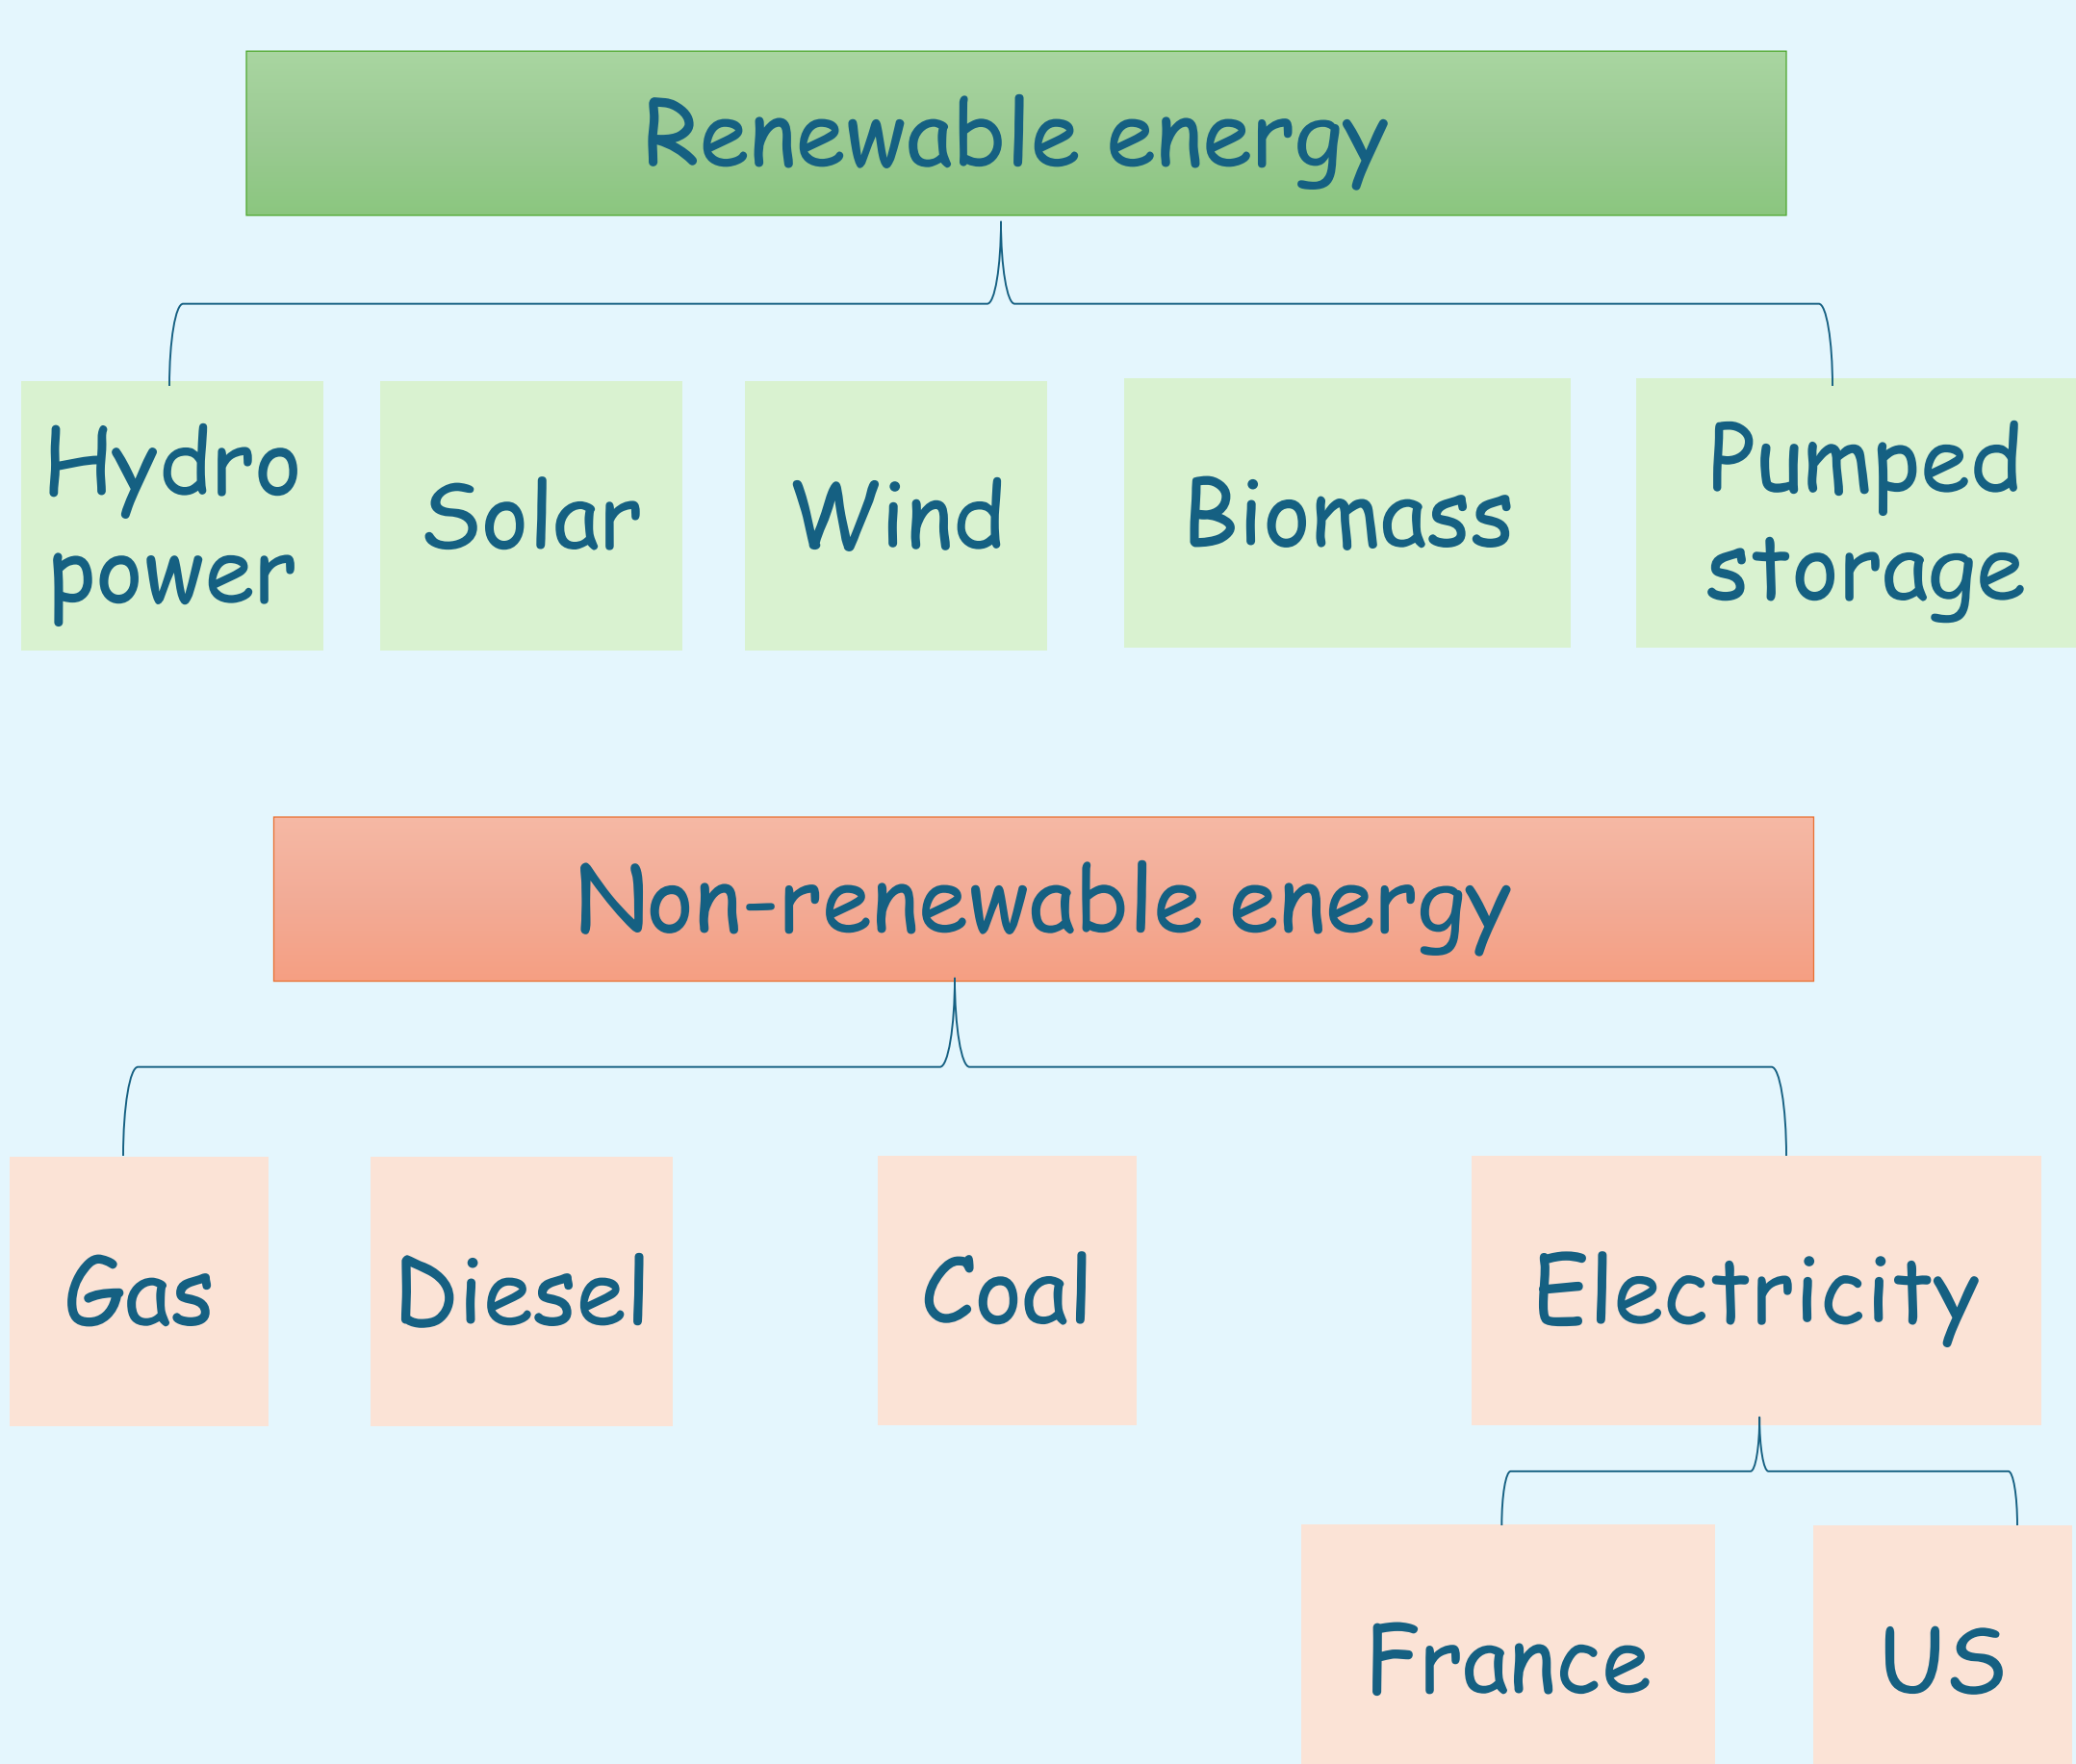 Renewable energy
Hydro
power
Solar
Wind
Biomass
Pumped
storage
Non-renewable energy
Gas
Diesel
Coal
Electricity
France
US